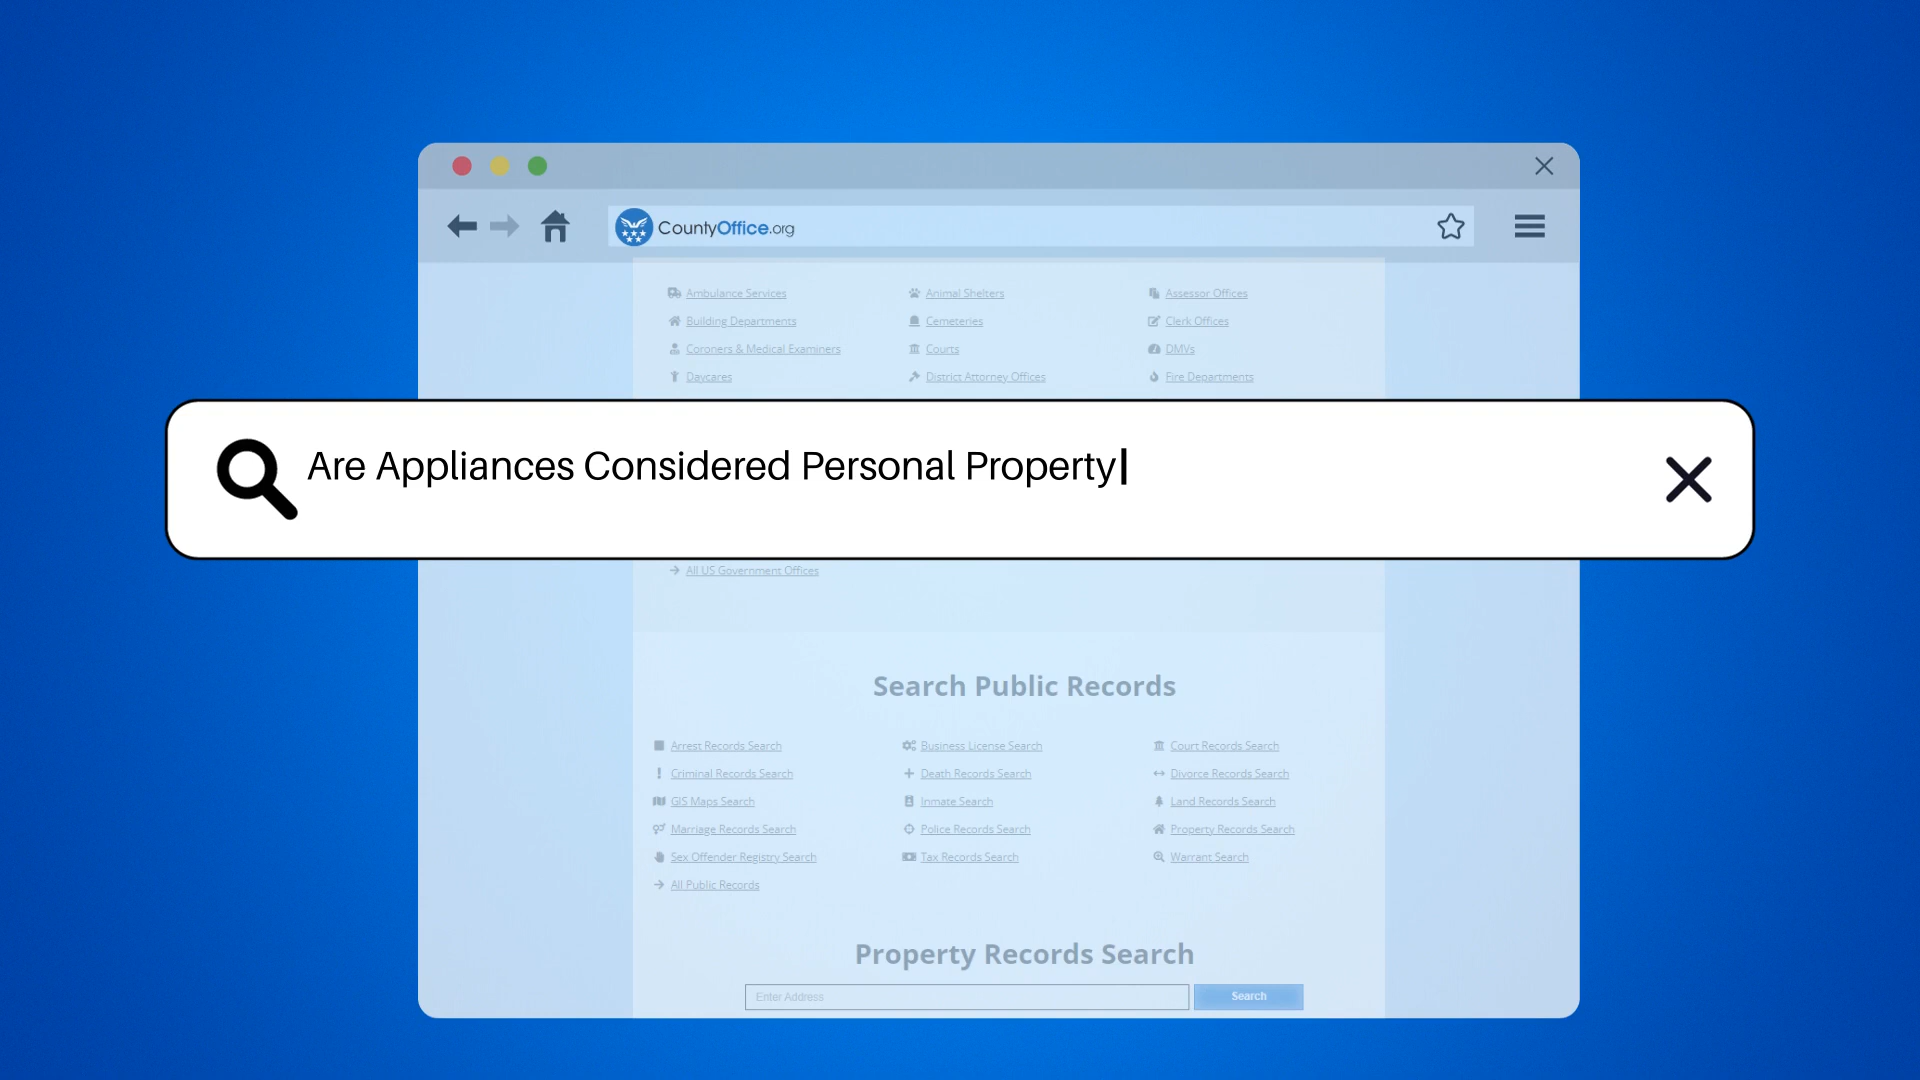 CountyOffice.org
Ambulance Services Animal Shelters Assessor Offices
Building Departments Cemeteries Clerk Offices
Coroners & Medical Examiners Courts DMVs
Daycares District Attorney Offices Fire Departments
Are Appliances Considered Personal Property
All US Government Offices
Search Public Records
Arrest Records Search Business License Search Court Records Search
Criminal Records Search Death Records Search Divorce Records Search
GIS Maps Search Inmate Search Land Records Search
Marriage Records Search Police Records Search Property Records Search
Sex Offender Registry Search Tax Records Search Warrant Search
All Public Records
Property Records Search
Enter Address Search